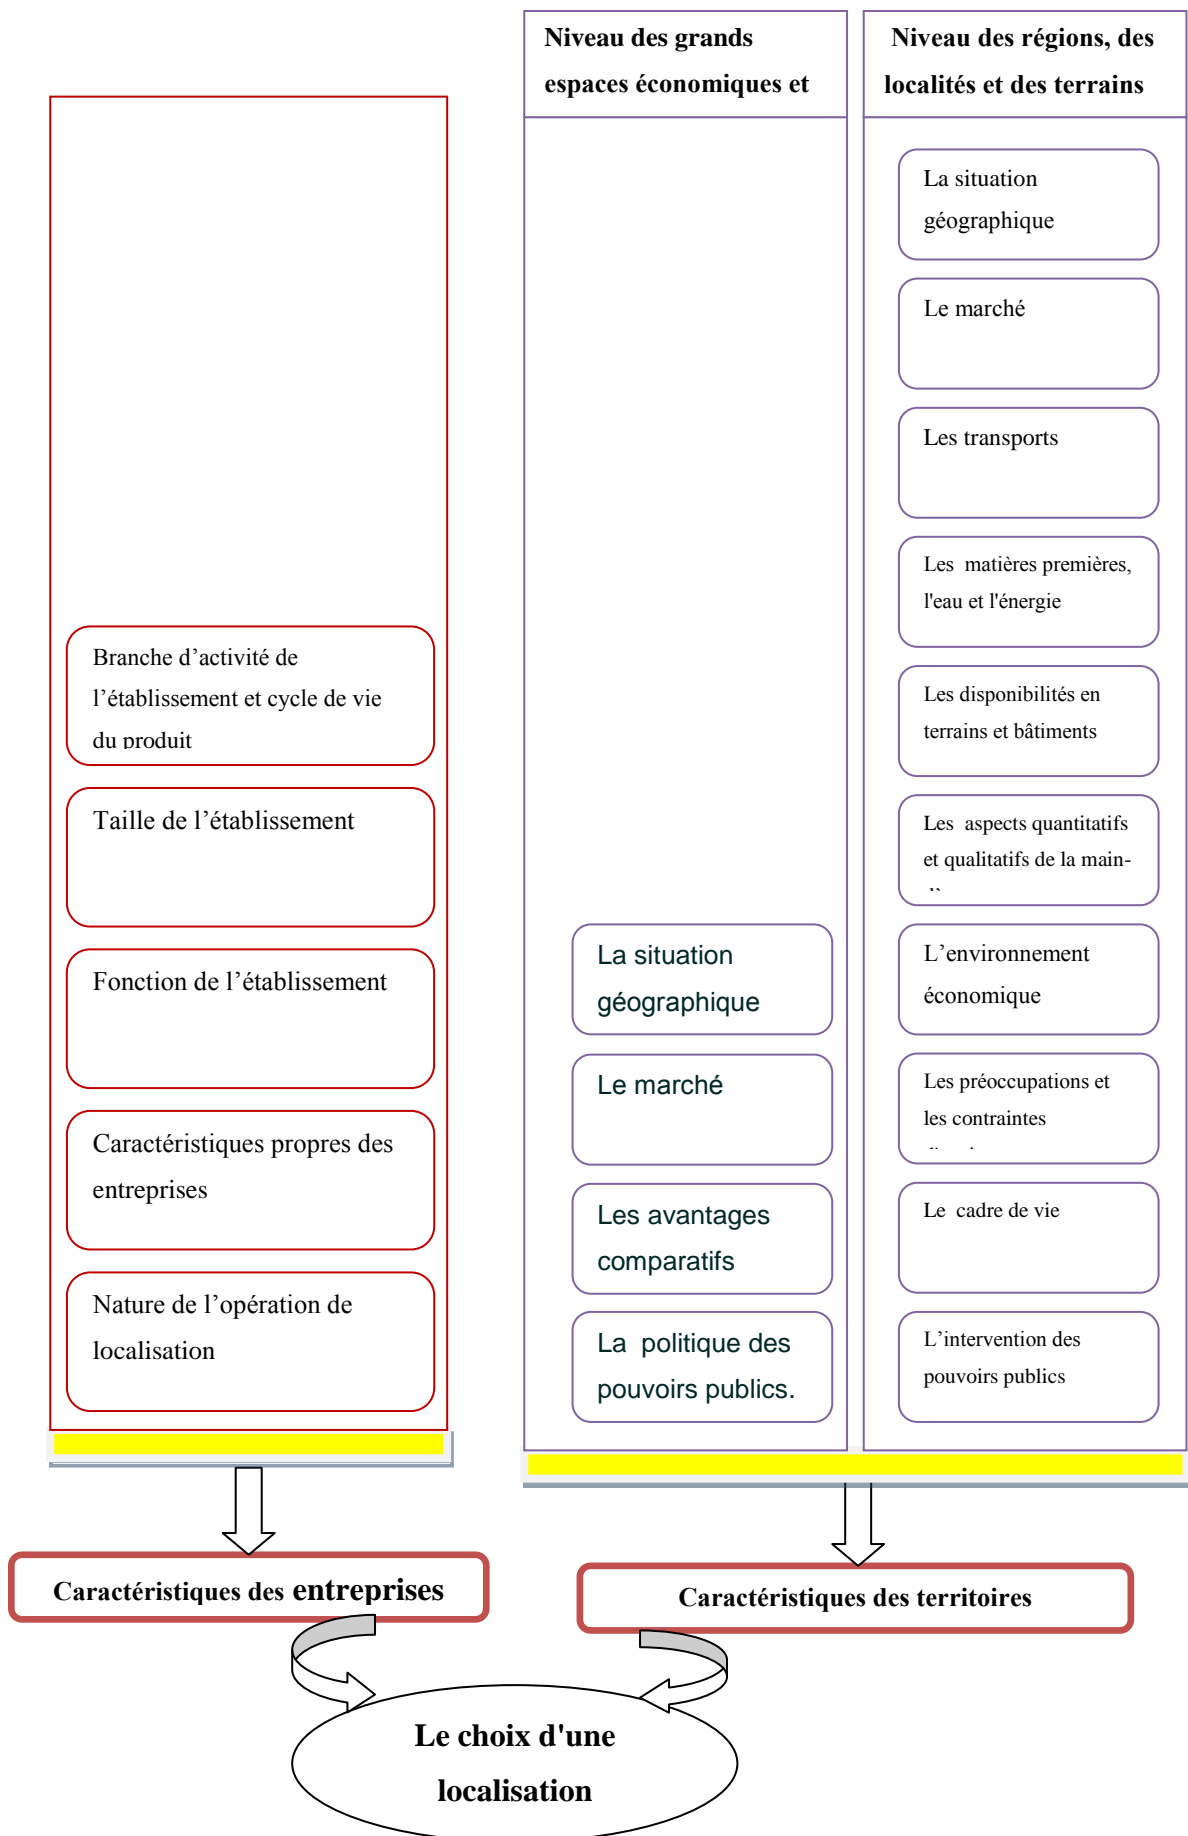 Niveau des grands
espaces économiques et
Niveau des régions, des
localités et des terrains
Branche d’activité de
l’établissement et cycle de vie
du produit
Taille de l’établissement
Fonction de l’établissement
Caractéristiques propres des
entreprises
Nature de l’opération de
localisation
La situation
géographique
Le marché
Les avantages
comparatifs
La politique des
pouvoirs publics.
La situation
géographique
Le marché
Les transports
Les matières premières,
l'eau et l'énergie
Les disponibilités en
terrains et bâtiments
Les aspects quantitatifs
et qualitatifs de la main-
L’environnement
économique
Les préoccupations et
les contraintes
Le cadre de vie
L’intervention des
pouvoirs publics
Caractéristiques des entreprises
Caractéristiques des territoires
Le choix d'une
localisation